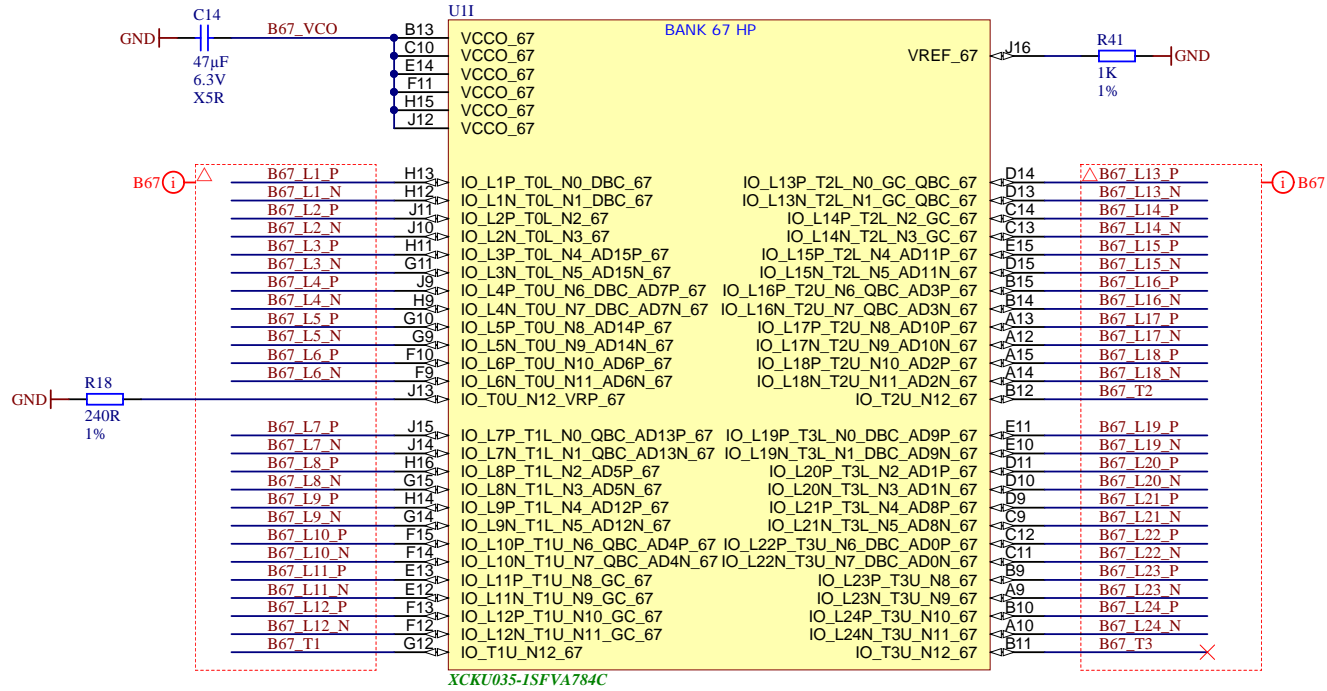 U1I
BANK 67 HP
C14
GND
B67_VCO
47µF
6.3V
X5R
B13 VCCO_67
C10 VCCO_67
E14 VCCO_67
F11 VCCO_67
H15 VCCO_67
J12 VCCO_67
VREF_67 J16
R41
1K
1%
GND
B67
B67_L1_P H13 IO_L1P_T0L_N0_DBC_67
B67_L1_N H12 IO_L1N_T0L_N1_DBC_67
B67_L2_P J11 IO_L2P_T0L_N2_67
B67_L2_N J10 IO_L2N_T0L_N3_67
B67_L3_P H11 IO_L3P_T0L_N4_AD15P_67
B67_L3_N G11 IO_L3N_T0L_N5_AD15N_67
B67_L4_P J9 IO_L4P_T0U_N6_DBC_AD7P_67
B67_L4_N H9 IO_L4N_T0U_N7_DBC_AD7N_67
B67_L5_P G10 IO_L5P_T0U_N8_AD14P_67
B67_L5_N G9 IO_L5N_T0U_N9_AD14N_67
B67_L6_P F10 IO_L6P_T0U_N10_AD6P_67
B67_L6_N F9 IO_L6N_T0U_N11_AD6N_67
GND R18 J13 IO_T0U_N12_VRP_67
240R
1%
B67_L7_P J15 IO_L7P_T1L_N0_QBC_AD13P_67
B67_L7_N J14 IO_L7N_T1L_N1_QBC_AD13N_67
B67_L8_P H16 IO_L8P_T1L_N2_AD5P_67
B67_L8_N G15 IO_L8N_T1L_N3_AD5N_67
B67_L9_P H14 IO_L9P_T1L_N4_AD12P_67
B67_L9_N G14 IO_L9N_T1L_N5_AD12N_67
B67_L10_P F15 IO_L10P_T1U_N6_QBC_AD4P_67
B67_L10_N F14 IO_L10N_T1U_N7_QBC_AD4N_67
B67_L11_P E13 IO_L11P_T1U_N8_GC_67
B67_L11_N E12 IO_L11N_T1U_N9_GC_67
B67_L12_P F13 IO_L12P_T1U_N10_GC_67
B67_L12_N F12 IO_L12N_T1U_N11_GC_67
B67_T1 G12 IO_T1U_N12_67
IO_L13P_T2L_N0_GC_QBC_67 D14 B67_L13_P
IO_L13N_T2L_N1_GC_QBC_67 D13 B67_L13_N
IO_L14P_T2L_N2_GC_67 C14 B67_L14_P
IO_L14N_T2L_N3_GC_67 C13 B67_L14_N
IO_L15P_T2L_N4_AD11P_67 E15 B67_L15_P
IO_L15N_T2L_N5_AD11N_67 D15 B67_L15_N
IO_L16P_T2U_N6_QBC_AD3P_67 B15 B67_L16_P
IO_L16N_T2U_N7_QBC_AD3N_67 B14 B67_L16_N
IO_L17P_T2U_N8_AD10P_67 A13 B67_L17_P
IO_L17N_T2U_N9_AD10N_67 A12 B67_L17_N
IO_L18P_T2U_N10_AD2P_67 A15 B67_L18_P
IO_L18N_T2U_N11_AD2N_67 A14 B67_L18_N
IO_T2U_N12_67 B12 B67_T2
IO_L19P_T3L_N0_DBC_AD9P_67 E11 B67_L19_P
IO_L19N_T3L_N1_DBC_AD9N_67 E10 B67_L19_N
IO_L20P_T3L_N2_AD1P_67 D11 B67_L20_P
IO_L20N_T3L_N3_AD1N_67 D10 B67_L20_N
IO_L21P_T3L_N4_AD8P_67 D9 B67_L21_P
IO_L21N_T3L_N5_AD8N_67 C9 B67_L21_N
IO_L22P_T3U_N6_DBC_AD0P_67 C12 B67_L22_P
IO_L22N_T3U_N7_DBC_AD0N_67 C11 B67_L22_N
IO_L23P_T3U_N8_67 B9 B67_L23_P
IO_L23N_T3U_N9_67 A9 B67_L23_N
IO_L24P_T3U_N10_67 B10 B67_L24_P
IO_L24N_T3U_N11_67 A10 B67_L24_N
IO_T3U_N12_67 B11 B67_T3
B67
XCKU035-1SFVA784C